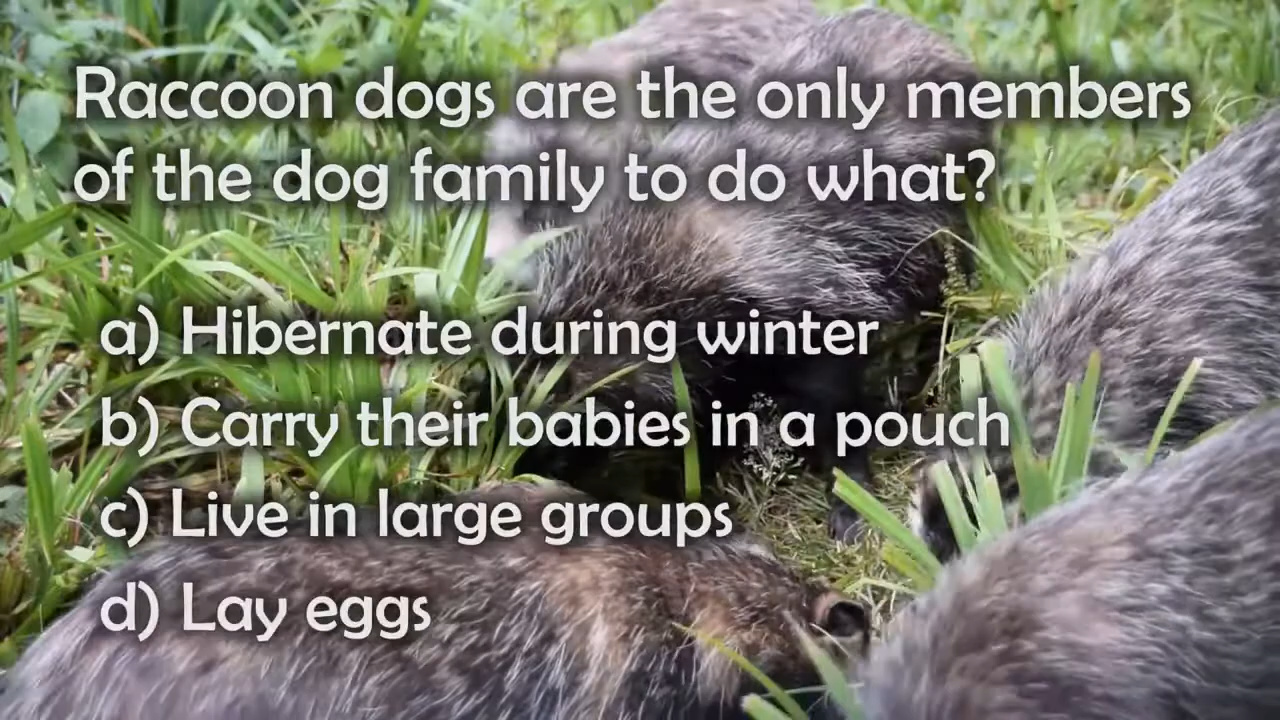 Raccoon dogs are the only members
of the dog family to do what?
a) Hibernate during winter
b) Carry their babies in a pouch
c) Live in large groups
d) Lay eggs